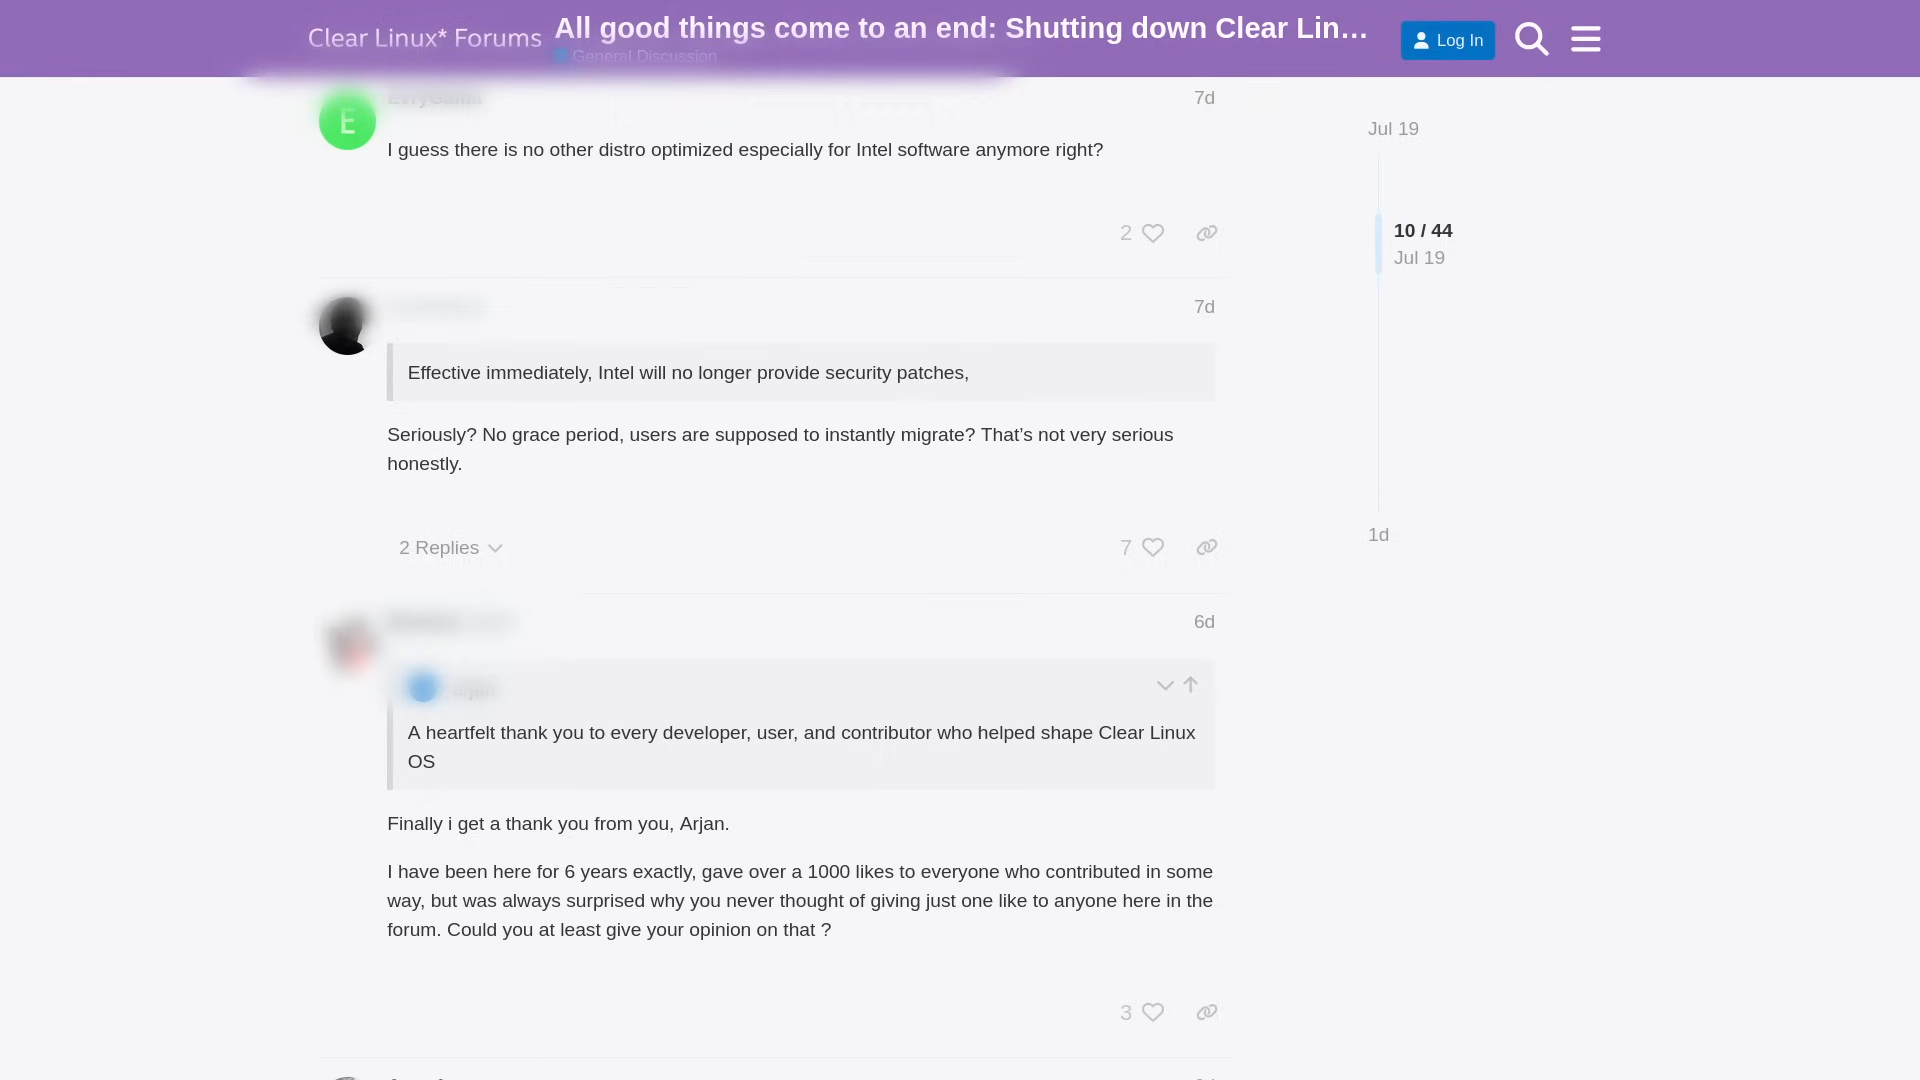 Clear Linux* Forums
All good things come to an end: Shutting down Clear Lin…
General Discussion
Log In
7d
E
I guess there is no other distro optimized especially for Intel software anymore right?
2
Jul 19
10 / 44
Jul 19
1d
7d
Effective immediately, Intel will no longer provide security patches,
Seriously? No grace period, users are supposed to instantly migrate? That’s not very serious
honestly.
2 Replies
7
6d
A heartfelt thank you to every developer, user, and contributor who helped shape Clear Linux
OS
Finally i get a thank you from you, Arjan.
I have been here for 6 years exactly, gave over a 1000 likes to everyone who contributed in some
way, but was always surprised why you never thought of giving just one like to anyone here in the
forum. Could you at least give your opinion on that ?
3